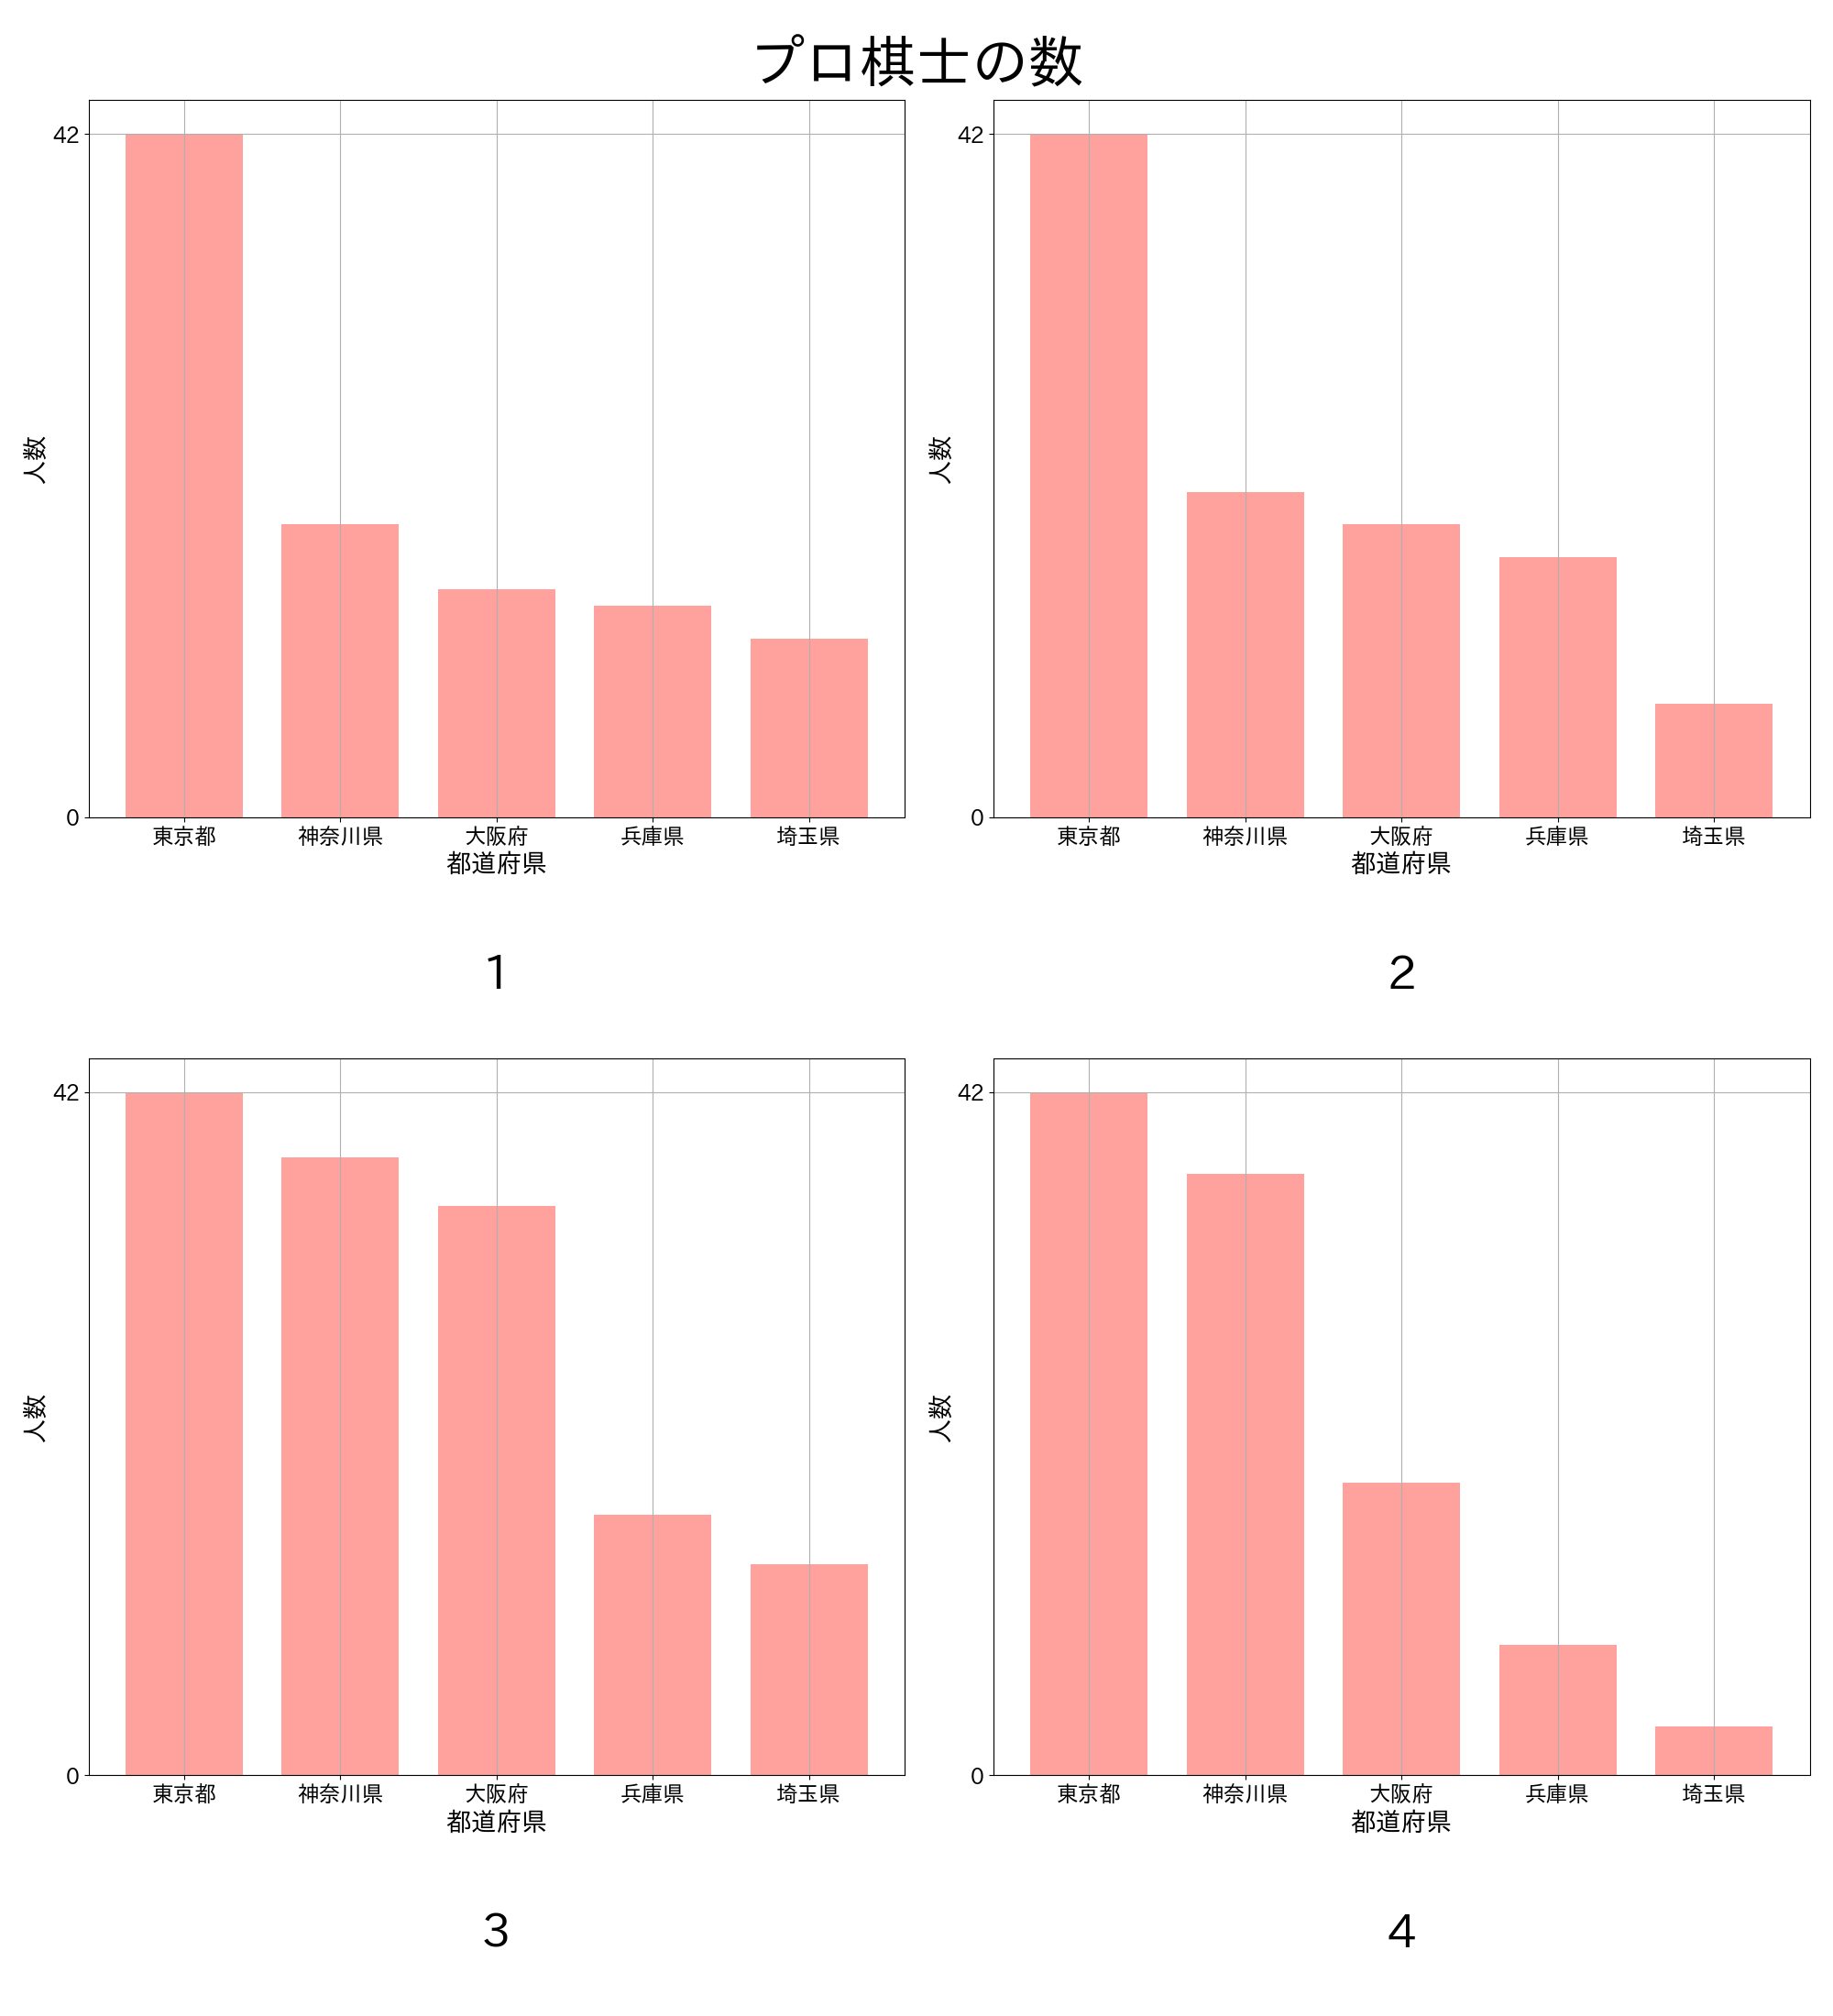 プロ棋士の数
42
0
人数
東京都 神奈川県 大阪府 兵庫県 埼玉県
都道府県
1
42
0
人数
東京都 神奈川県 大阪府 兵庫県 埼玉県
都道府県
2
42
0
人数
東京都 神奈川県 大阪府 兵庫県 埼玉県
都道府県
3
42
0
人数
東京都 神奈川県 大阪府 兵庫県 埼玉県
都道府県
4